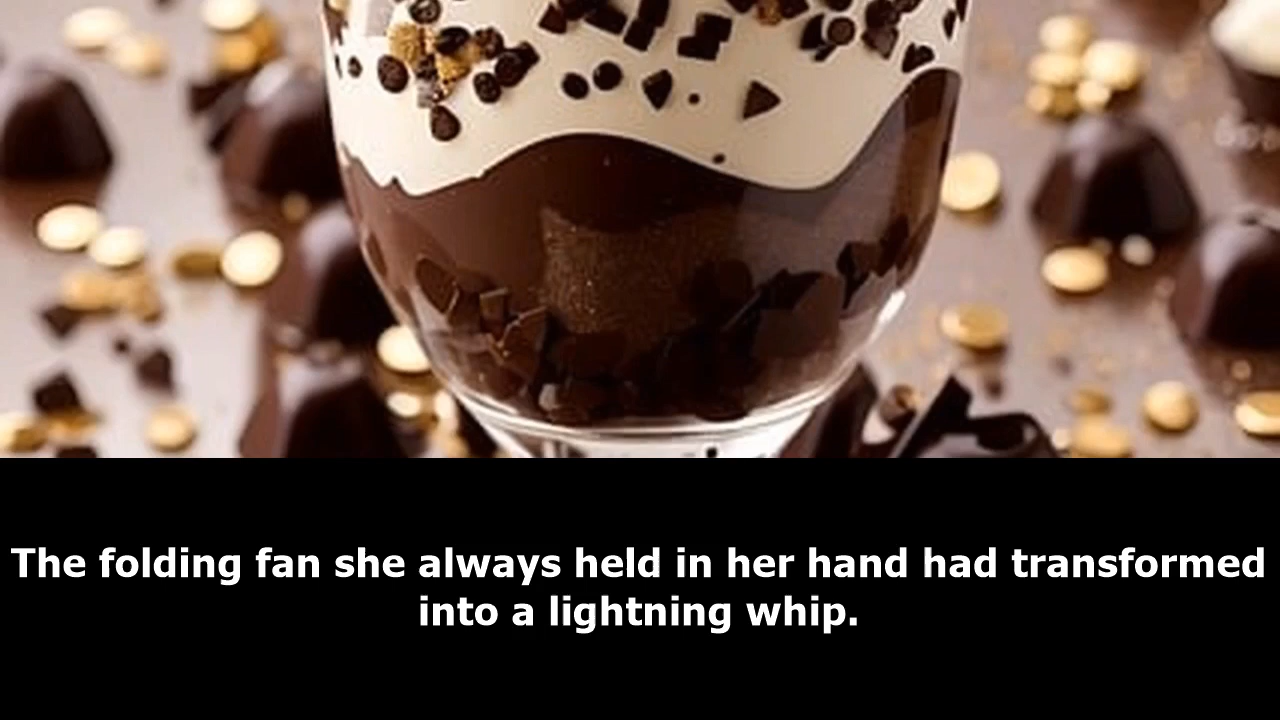 The folding fan she always held in her hand had transformed
into a lightning whip.